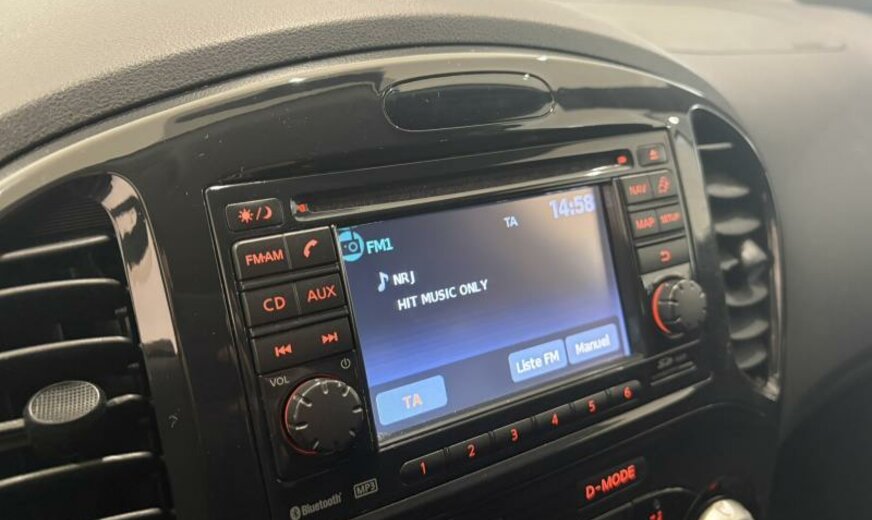 TA 14:58
FM1
NRJ
HIT MUSIC ONLY
Liste FM Manuel
TA
FM·AM
CD AUX
VOL
NAV
MAP SETUP
1 2 3 4 5 6
Bluetooth MP3
D-MODE